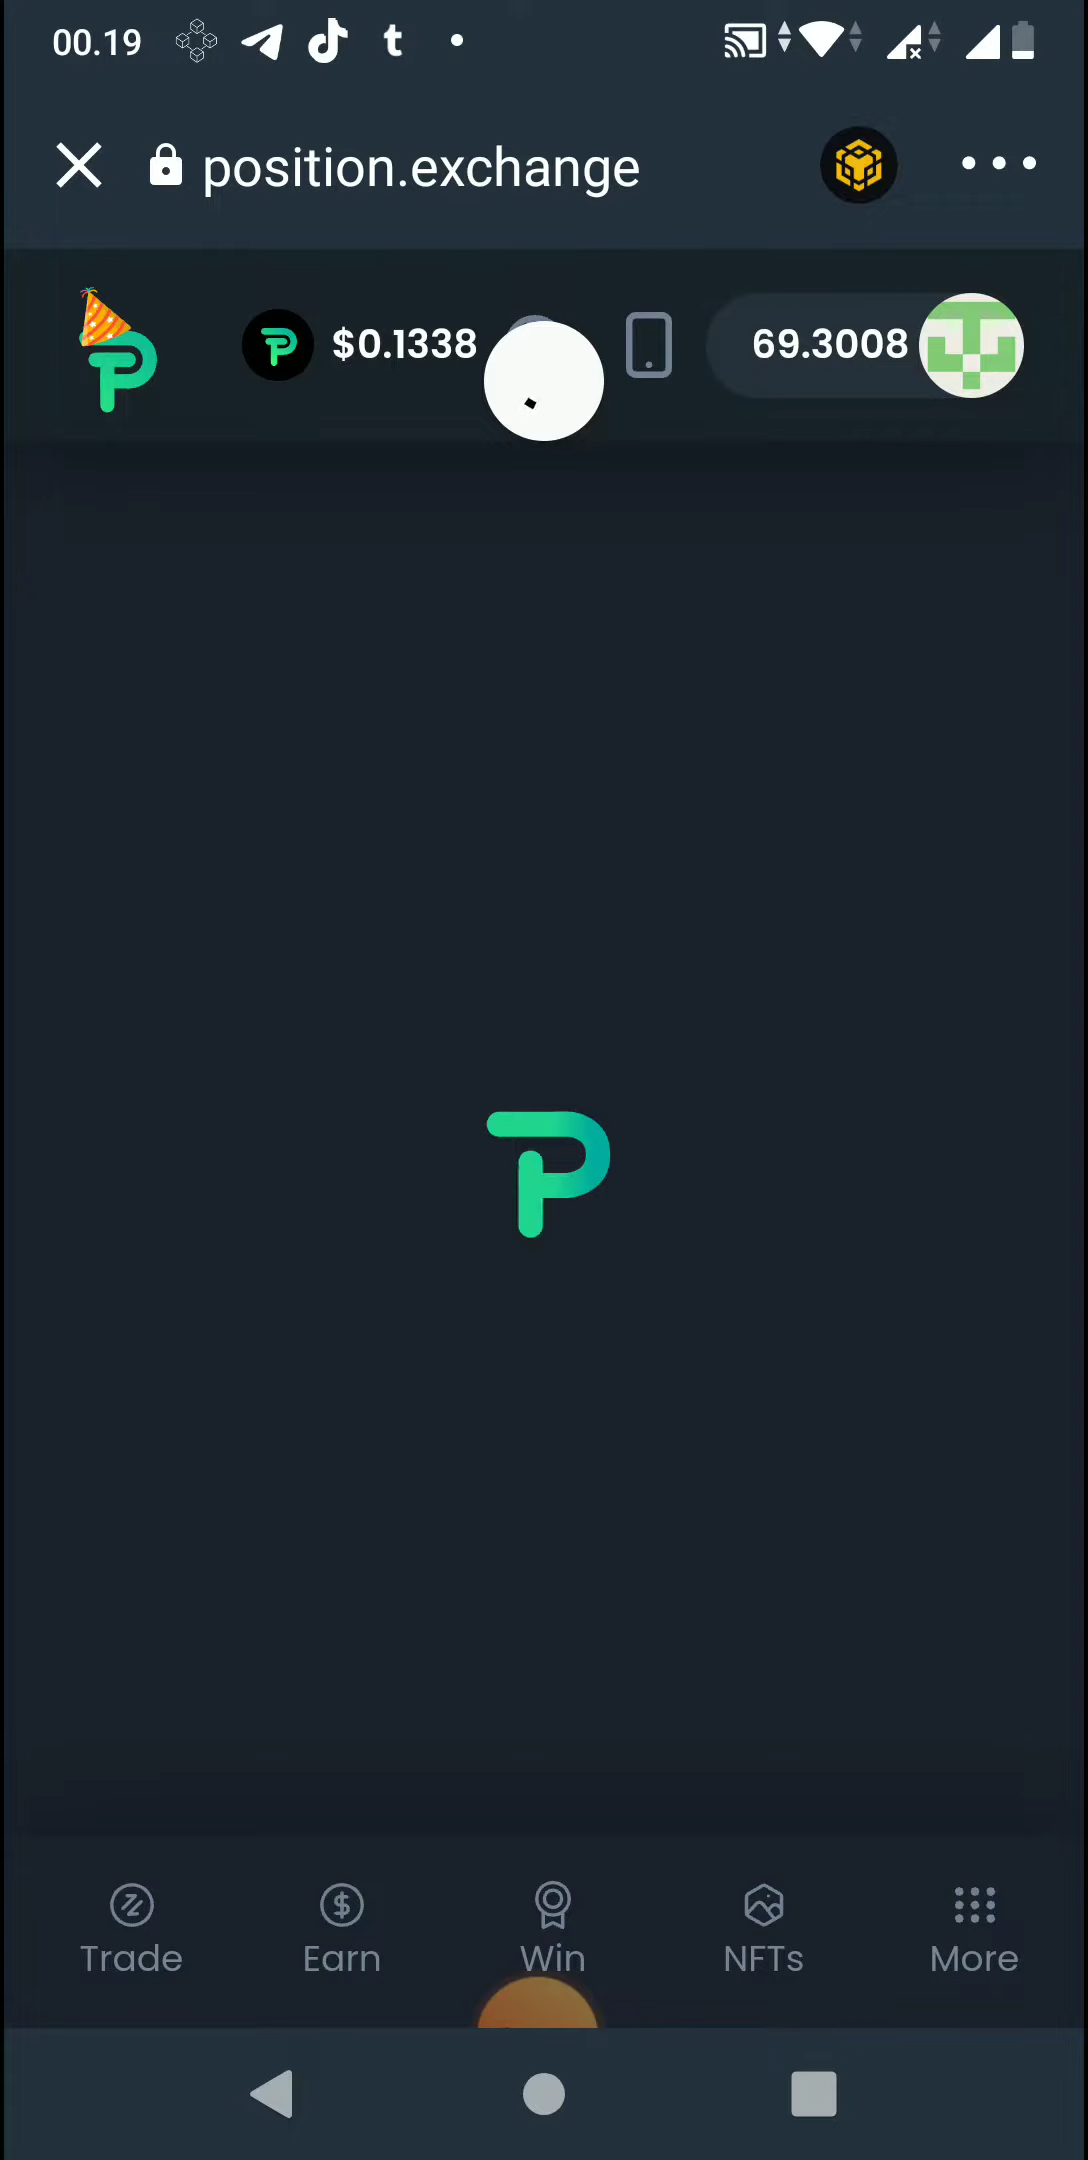 00.19
position.exchange
$0.1338
69.3008
Trade
Earn
Win
NFTs
More